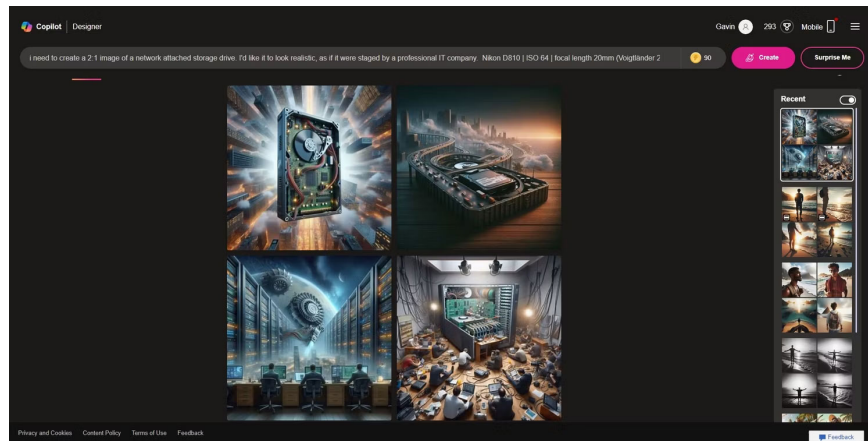 Copilot | Designer
Gavin 293 Mobile
i need to create a 2:1 image of a network attached storage drive. I'd like it to look realistic, as if it were staged by a professional IT company. Nikon D810 | ISO 64 | focal length 20mm (Voigtländer 2
90
Create
Surprise Me
Recent
Privacy and Cookies Content Policy Terms of Use Feedback
Feedback